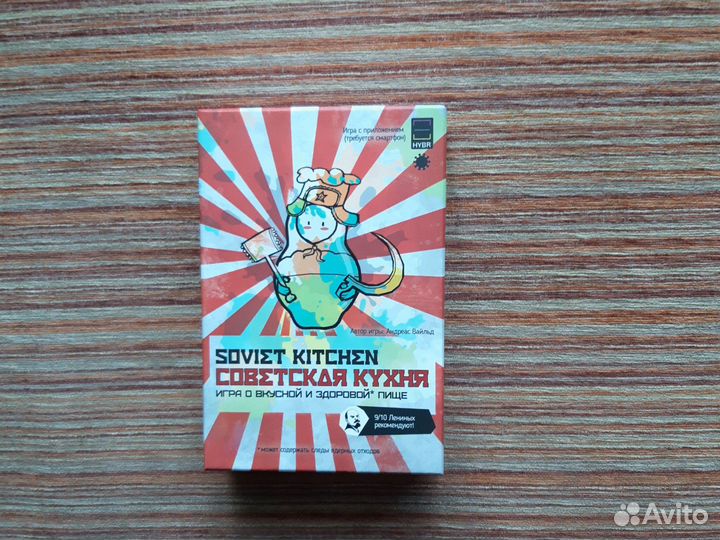 Игра с приложением
(требуется смартфон)
HYBR
Автор игры: Андреас Вайльд
SOVIET KITCHEN
СОВЕТСКАЯ КУХНЯ
ИГРА О ВКУСНОЙ И ЗДОРОВОЙ* ПИЩЕ
9/10 Лениных
рекомендуют!
*может содержать следы ядерных отходов
Avito